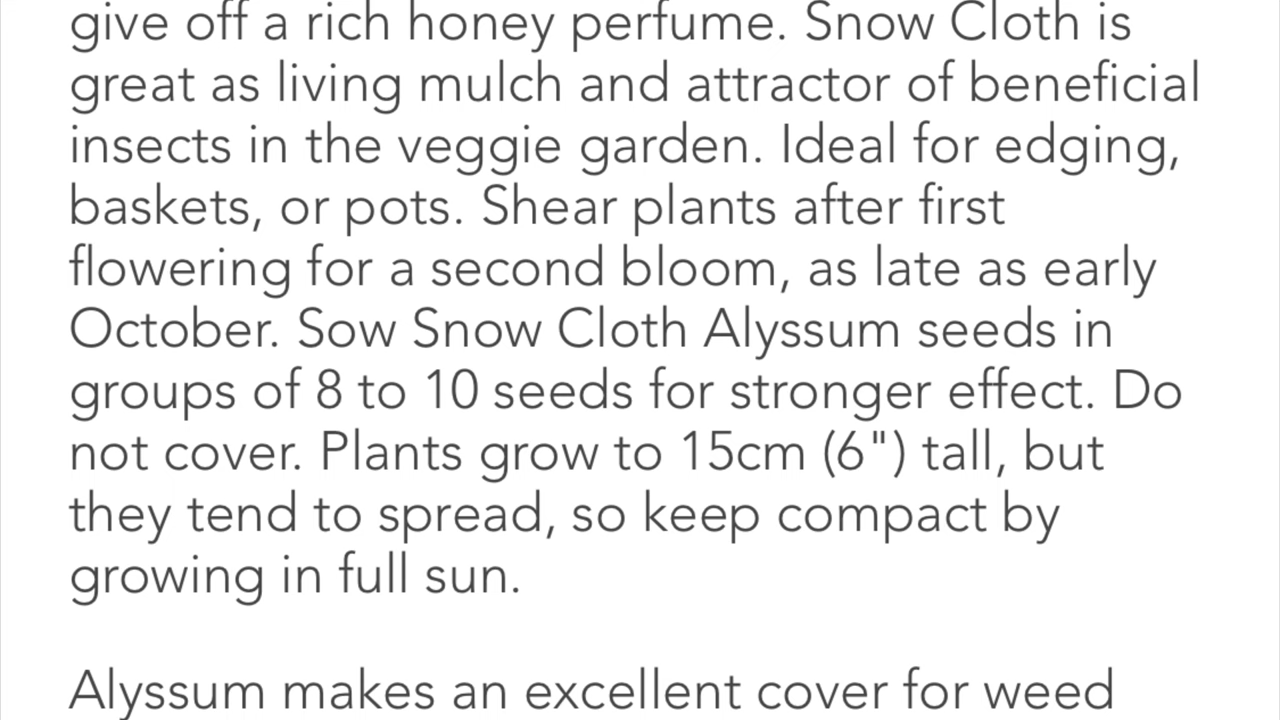 give off a rich honey perfume. Snow Cloth is
great as living mulch and attractor of beneficial
insects in the veggie garden. Ideal for edging,
baskets, or pots. Shear plants after first
flowering for a second bloom, as late as early
October. Sow Snow Cloth Alyssum seeds in
groups of 8 to 10 seeds for stronger effect. Do
not cover. Plants grow to 15cm (6") tall, but
they tend to spread, so keep compact by
growing in full sun.
Alyssum makes an excellent cover for weed